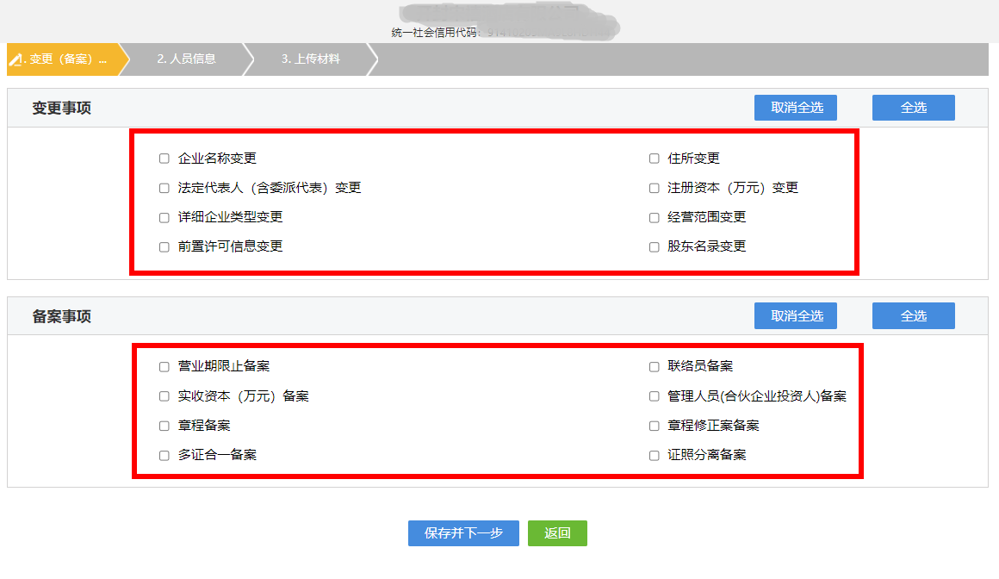 统一社会信用代码：
1. 变更（备案）...
2. 人员信息
3. 上传材料
变更事项
取消全选
全选
企业名称变更
住所变更
法定代表人（含委派代表）变更
注册资本（万元）变更
详细企业类型变更
经营范围变更
前置许可信息变更
股东名录变更
备案事项
取消全选
全选
营业期限止备案
联络员备案
实收资本（万元）备案
管理人员(合伙企业投资人)备案
章程备案
章程修正案备案
多证合一备案
证照分离备案
保存并下一步
返回